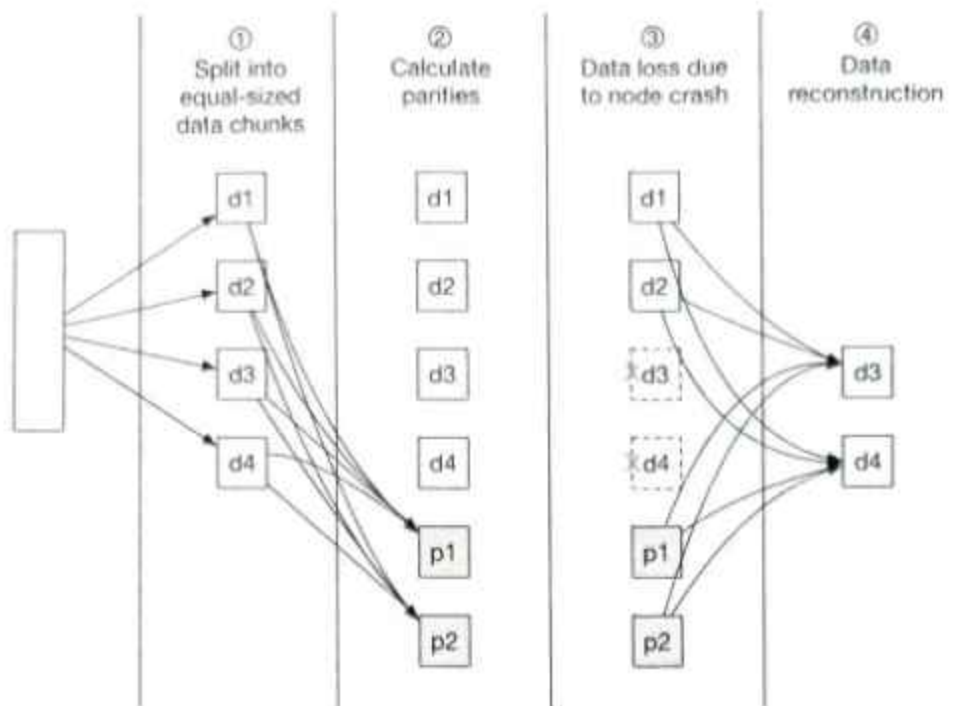 ①
Split into
equal-sized
data chunks
②
Calculate
parities
③
Data loss due
to node crash
④
Data
reconstruction
d1
d2
d3
d4
d1
d2
d3
d4
p1
p2
d1
d2
d3
d4
p1
p2
d3
d4